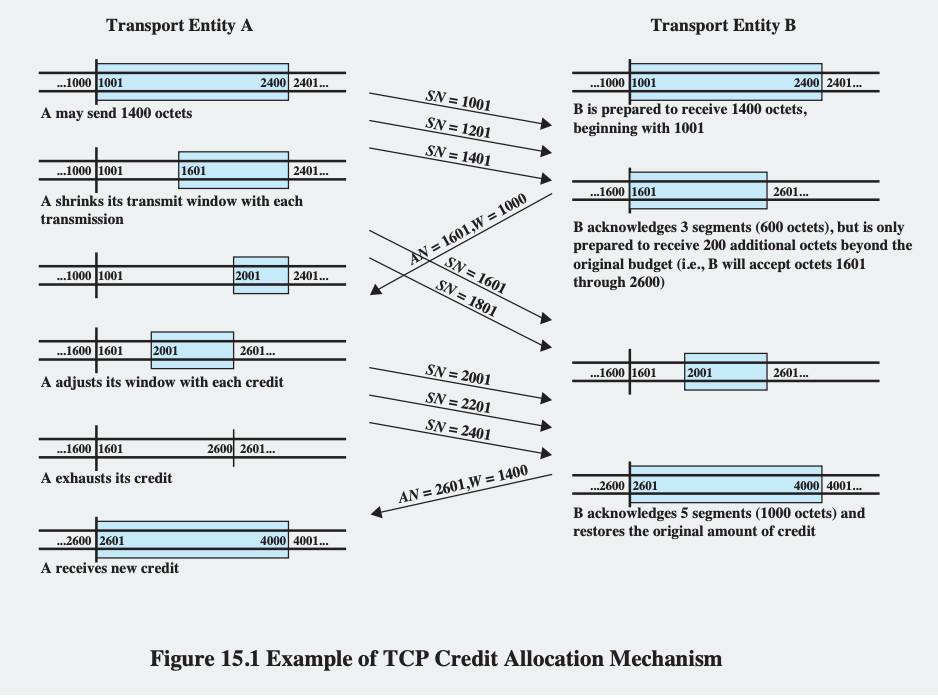 Transport Entity A
Transport Entity B
...1000 1001 2400 2401...
A may send 1400 octets
...1000 1001 2400 2401...
B is prepared to receive 1400 octets,
beginning with 1001
SN = 1001
SN = 1201
SN = 1401
...1000 1001 1601 2401...
A shrinks its transmit window with each
transmission
...1600 1601 2601...
B acknowledges 3 segments (600 octets), but is only
prepared to receive 200 additional octets beyond the
original budget (i.e., B will accept octets 1601
through 2600)
AN = 1601,W = 1000
SN = 1601
SN = 1801
...1000 1001 2001 2401...
...1600 1601 2001 2601...
A adjusts its window with each credit
...1600 1601 2001 2601...
SN = 2001
SN = 2201
SN = 2401
...1600 1601 2600 2601...
A exhausts its credit
AN = 2601,W = 1400
...2600 2601 4000 4001...
B acknowledges 5 segments (1000 octets) and
restores the original amount of credit
...2600 2601 4000 4001...
A receives new credit
Figure 15.1 Example of TCP Credit Allocation Mechanism